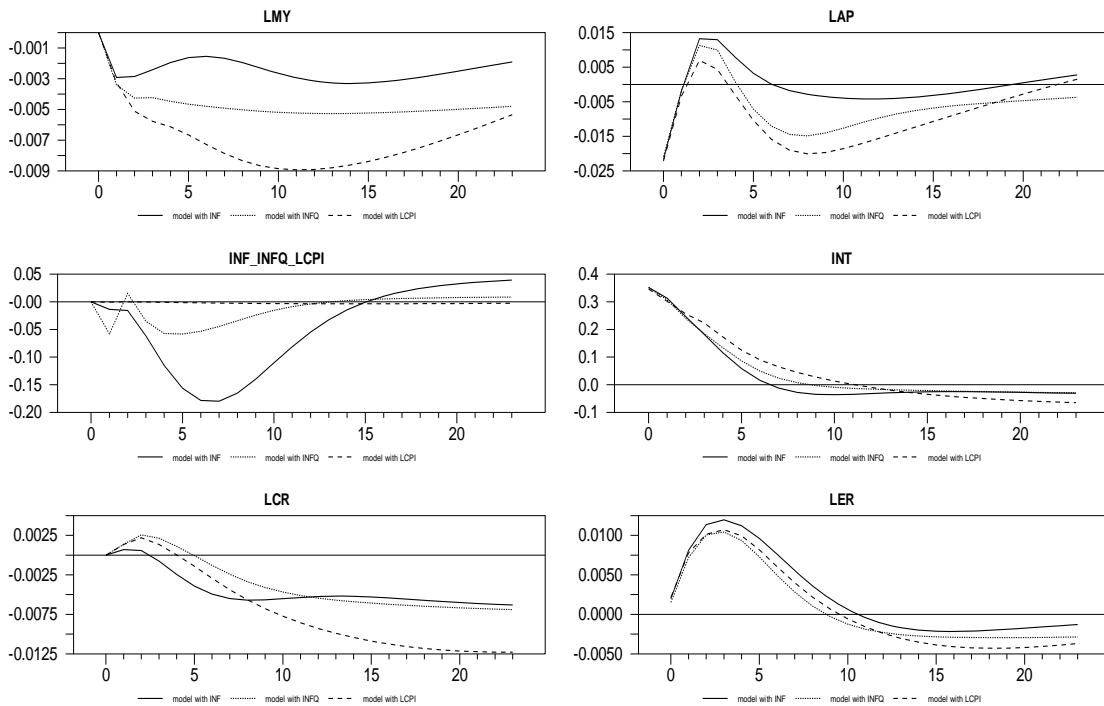 LMY
-0.001
-0.003
-0.005
-0.007
-0.009
0 5 10 15 20
model with INF model with INFQ model with LCPI
LAP
0.015
0.005
-0.005
-0.015
-0.025
0 5 10 15 20
model with INF model with INFQ model with LCPI
INF_INFQ_LCPI
0.05
-0.00
-0.05
-0.10
-0.15
-0.20
0 5 10 15 20
model with INF model with INFQ model with LCPI
INT
0.4
0.3
0.2
0.1
0.0
-0.1
0 5 10 15 20
model with INF model with INFQ model with LCPI
LCR
0.0025
-0.0025
-0.0075
-0.0125
0 5 10 15 20
model with INF model with INFQ model with LCPI
LER
0.0100
0.0050
0.0000
-0.0050
0 5 10 15 20
model with INF model with INFQ model with LCPI